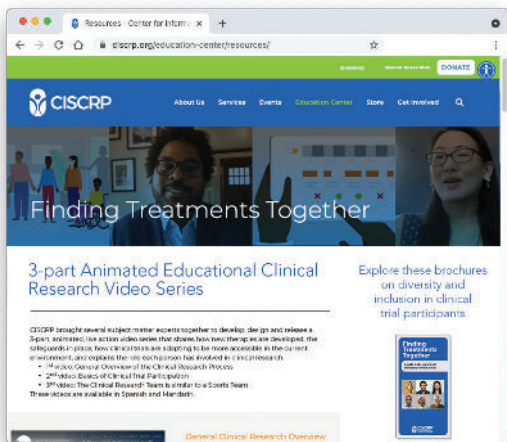 Resources - Center for Informa
ciscrp.org/education-center/resources/
DONATE
CISCRP
About Us Services Events Education Center Store Get Involved
Finding Treatments Together
3-part Animated Educational Clinical
Research Video Series
CISCRP brought several subject matter experts together to develop, design and release a
3-part, animated, live action video series that shares how new therapies are developed, the
safeguards in place, how clinical trials are adapting to be more accessible in the current
environment, and explains the role each person has involved in clinical research.
• 1st video: General Overview of the Clinical Research Process
• 2nd video: Basics of Clinical Trial Participation
• 3rd video: The Clinical Research Team is similar to a Sports Team
These videos are available in Spanish and Mandarin.
General Clinical Research Overview
Explore these brochures
on diversity and
inclusion in clinical
trial participants
Finding
Treatments
Together
CISCRP